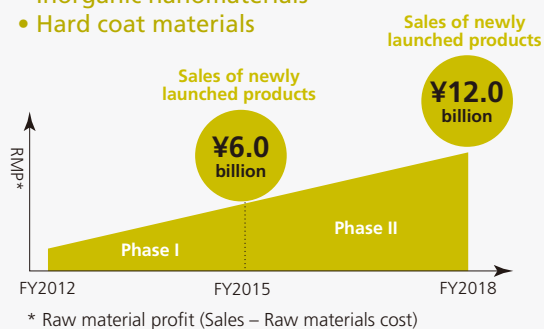 • Hard coat materials
Sales of newly
launched products
¥12.0
billion
Sales of newly
launched products
¥6.0
billion
RMP*
Phase I
Phase II
FY2012
FY2015
FY2018
* Raw material profit (Sales – Raw materials cost)